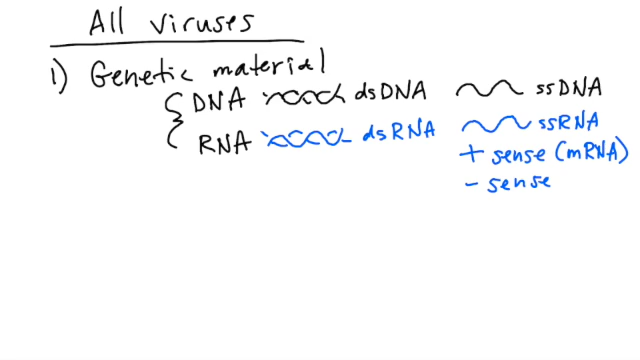 All viruses
1) Genetic material
DNA dsDNA ssDNA
RNA dsRNA ssRNA
+ sense (mRNA)
- sense